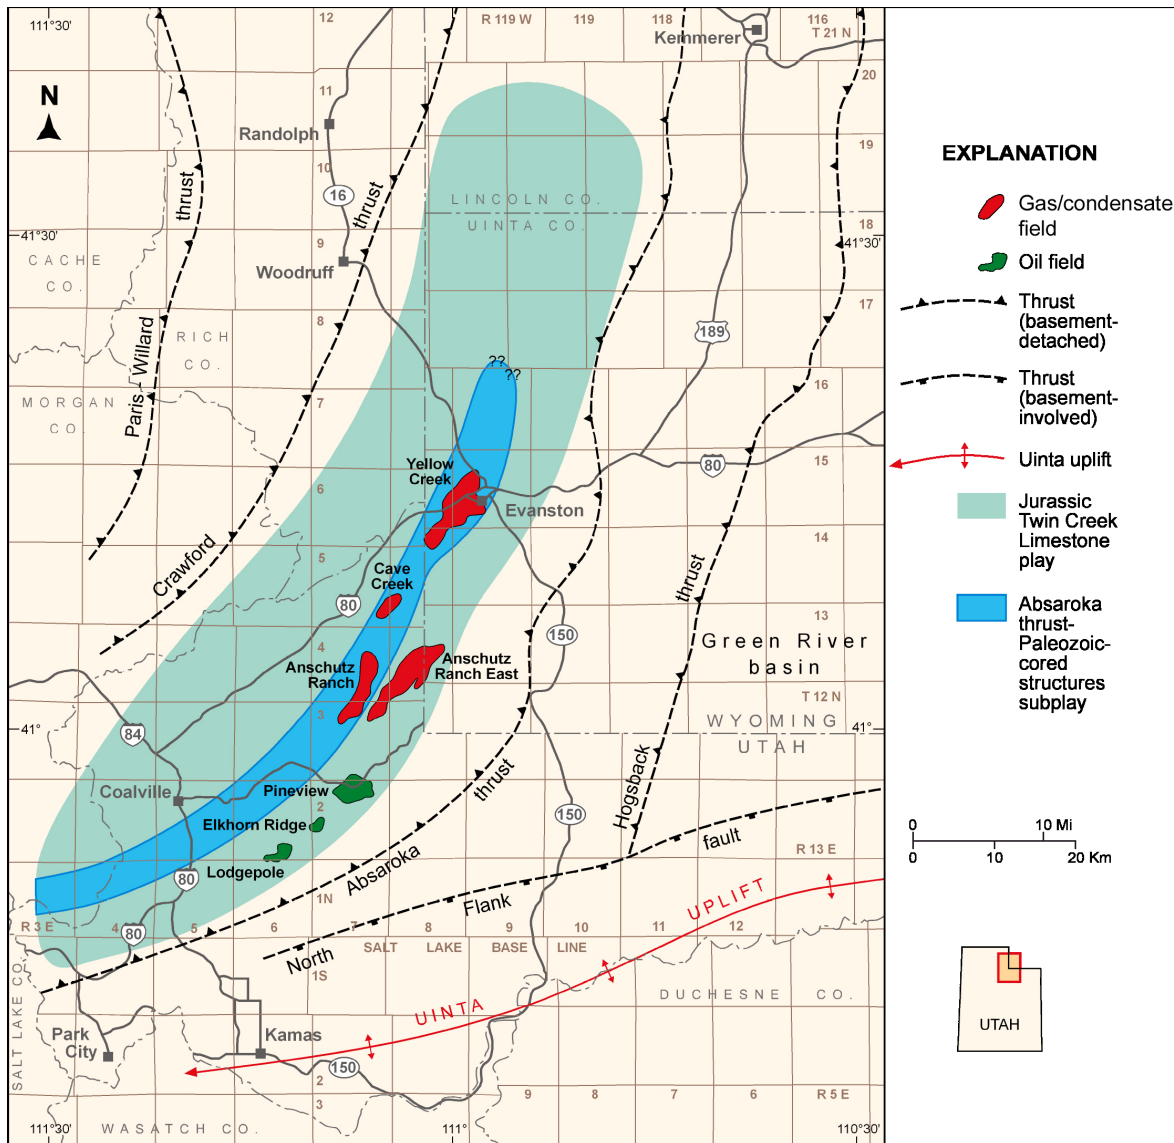 111°30'
12
R 119 W
119
118
116
T 21 N
Kemmerer
20
N
11
Randolph
19
10
thrust
16
thrust
LINCOLN CO.
UINTA CO.
18
41°30'
9
41°30'
CACHE
CO.
Woodruff
17
8
RICH
CO.
189
Paris - Willard
??
??
16
MORGAN
CO.
7
Yellow
Creek
80
15
6
Evanston
14
5
Crawford
Cave
Creek
thrust
80
13
150
4
Green River
basin
Anschutz
Ranch
Anschutz
Ranch East
T 12 N
3
41°
84
WYOMING
UTAH
41°
Coalville
Pineview
2
thrust
Hogsback
150
Elkhorn Ridge
fault
Lodgepole
Absaroka
R 13 E
80
1N
Flank
UPLIFT
R 3 E
4
80
5
6
7
8
9
10
11
12
North
SALT
LAKE
BASE
LINE
1S
SALT LAKE CO.
UINTA
DUCHESNE CO.
Park
City
Kamas
150
2
3
9
8
7
6
R 5 E
WASATCH CO.
111°30'
111°
110°30'
EXPLANATION
Gas/condensate
field
Oil field
Thrust
(basement-
detached)
Thrust
(basement-
involved)
Uinta uplift
Jurassic
Twin Creek
Limestone
play
Absaroka
thrust-
Paleozoic-
cored
structures
subplay
0
10 Mi
0
10
20 Km
UTAH